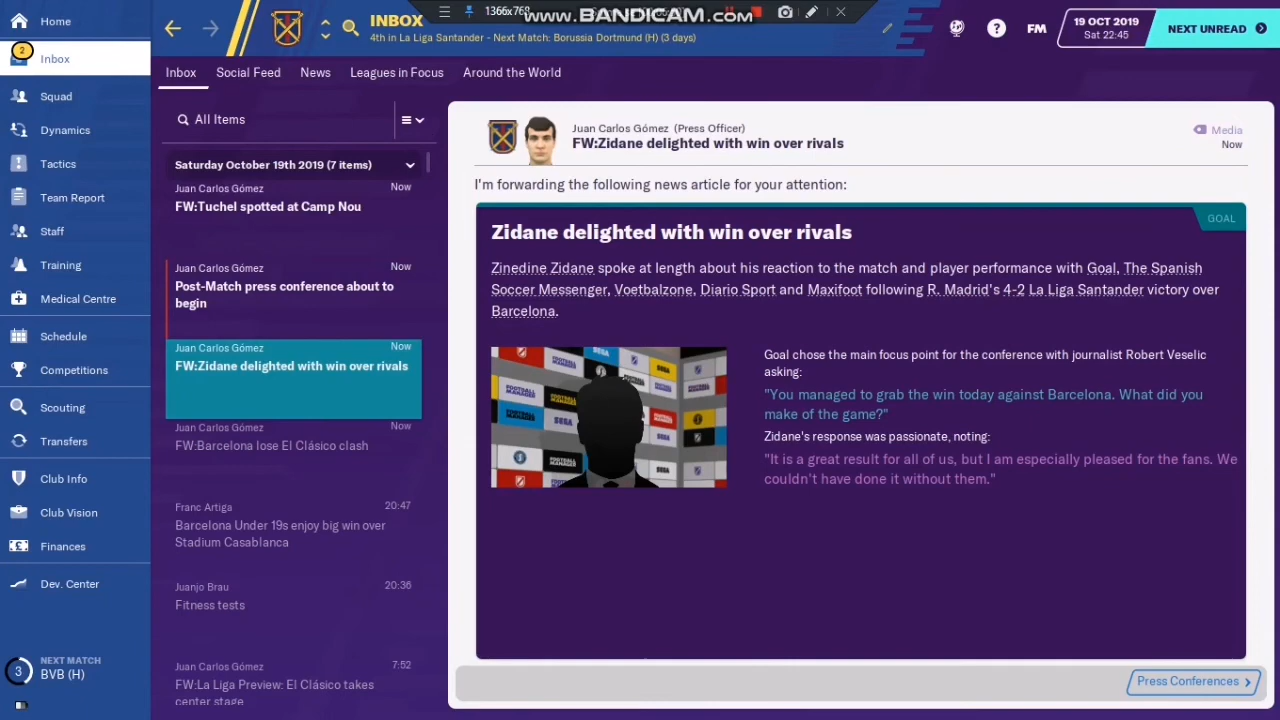 Home
2
Inbox
Squad
Dynamics
Tactics
Team Report
Staff
Training
Medical Centre
Schedule
Competitions
Scouting
Transfers
Club Info
Club Vision
Finances
Dev. Center
NEXT MATCH
3
BVB (H)
INBOX
4th in La Liga Santander - Next Match: Borussia Dortmund (H) (3 days)
1366x768
www.BANDICAM.com
FM
19 OCT 2019
Sat 22:45
NEXT UNREAD
Inbox
Social Feed
News
Leagues in Focus
Around the World
All Items
Saturday October 19th 2019 (7 items)
Juan Carlos Gómez Now
FW:Tuchel spotted at Camp Nou
Juan Carlos Gómez Now
Post-Match press conference about to
begin
Juan Carlos Gómez Now
FW:Zidane delighted with win over rivals
Juan Carlos Gómez Now
FW:Barcelona lose El Clásico clash
Franc Artiga 20:47
Barcelona Under 19s enjoy big win over
Stadium Casablanca
Juanjo Brau 20:36
Fitness tests
Juan Carlos Gómez 7:52
FW:La Liga Preview: El Clásico takes
center stage
Juan Carlos Gómez (Press Officer)
FW:Zidane delighted with win over rivals
Media
Now
I'm forwarding the following news article for your attention:
GOAL
Zidane delighted with win over rivals
Zinedine Zidane spoke at length about his reaction to the match and player performance with Goal, The Spanish
Soccer Messenger, Voetbalzone, Diario Sport and Maxifoot following R. Madrid's 4-2 La Liga Santander victory over
Barcelona.
Goal chose the main focus point for the conference with journalist Robert Veselic
asking:
"You managed to grab the win today against Barcelona. What did you
make of the game?"
Zidane's response was passionate, noting:
"It is a great result for all of us, but I am especially pleased for the fans. We
couldn't have done it without them."
Press Conferences